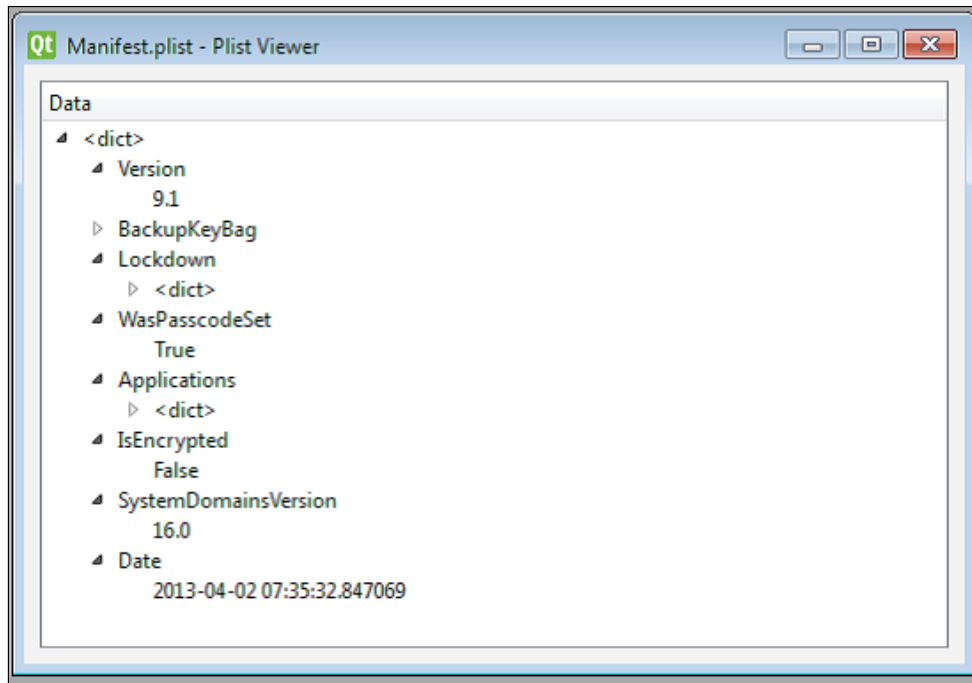 Qt Manifest.plist - Plist Viewer
Data
<dict>
Version
9.1
BackupKeyBag
Lockdown
<dict>
WasPasscodeSet
True
Applications
<dict>
IsEncrypted
False
SystemDomainsVersion
16.0
Date
2013-04-02 07:35:32.847069